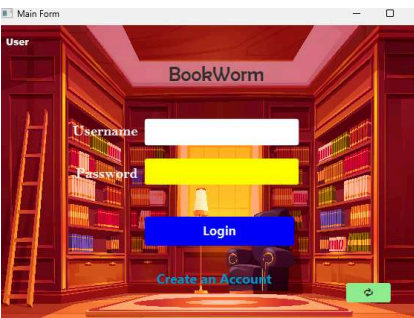 Main Form
User
BookWorm
Username
Password
Login
Create an Account